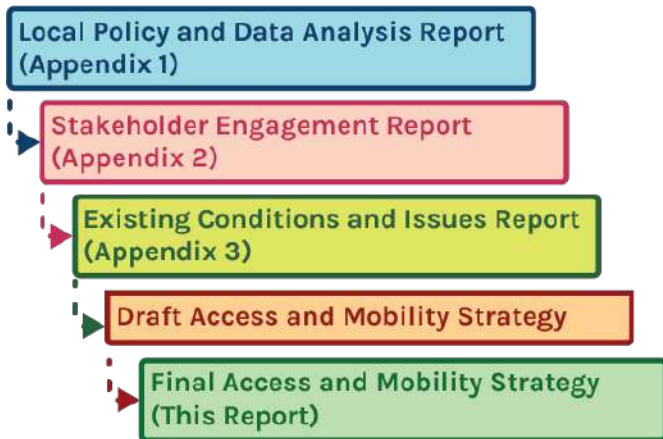 Local Policy and Data Analysis Report
(Appendix 1)
Stakeholder Engagement Report
(Appendix 2)
Existing Conditions and Issues Report
(Appendix 3)
Draft Access and Mobility Strategy
Final Access and Mobility Strategy
(This Report)